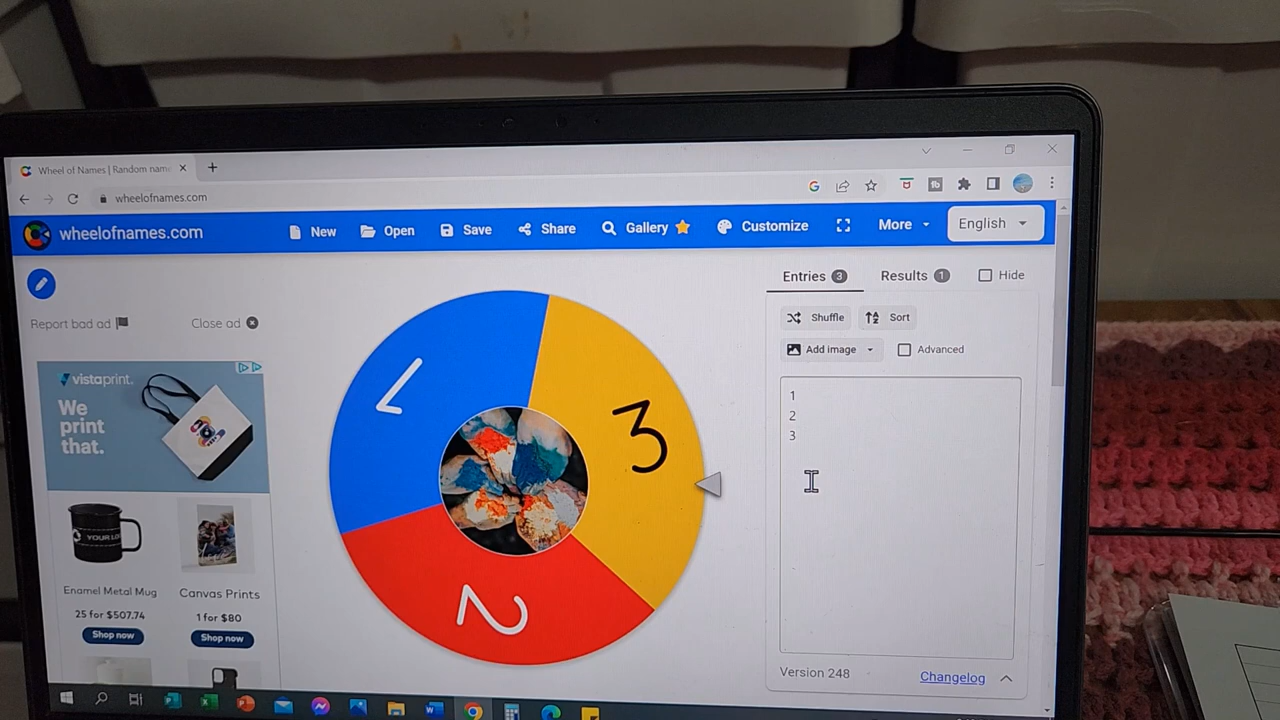 Wheel of Names | Random nam
wheelofnames.com
wheelofnames.com
New
Open
Save
Share
Gallery
Customize
More
English
Entries 3
Results 1
Hide
Report bad ad
Close ad
Shuffle
Sort
Add image
Advanced
vistaprint.
We
print
that.
1
2
3
1
3
2
YOUR LO
Enamel Metal Mug
25 for $507.74
Shop now
Canvas Prints
1 for $80
Shop now
Version 248
Changelog